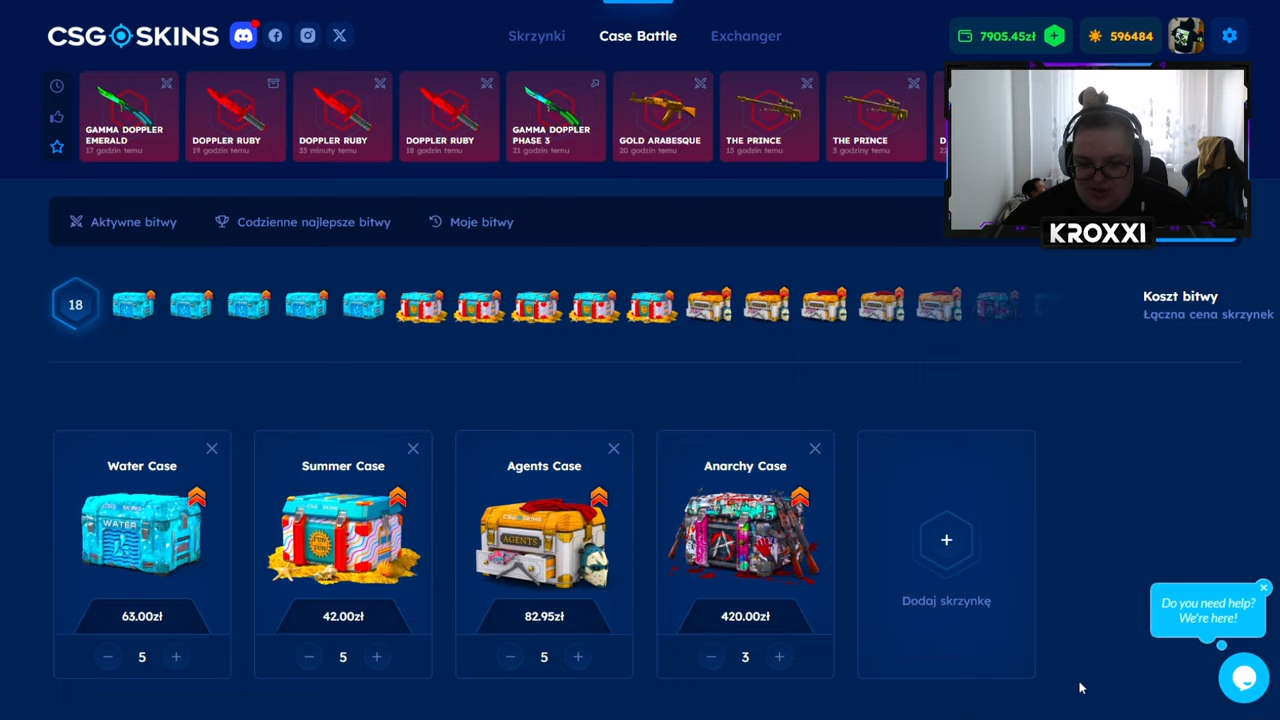 CSG SKINS
Skrzynki
Case Battle
Exchanger
7905.45zł
596484
GAMMA DOPPLER
EMERALD
17 godzin temu
DOPPLER RUBY
19 godzin temu
DOPPLER RUBY
33 minuty temu
DOPPLER RUBY
18 godzin temu
GAMMA DOPPLER
PHASE 3
21 godzin temu
GOLD ARABESQUE
20 godzin temu
THE PRINCE
15 godzin temu
THE PRINCE
3 godziny temu
KROXXI
Aktywne bitwy
Codzienne najlepsze bitwy
Moje bitwy
18
Koszt bitwy
Łączna cena skrzynek
Water Case
Summer Case
Agents Case
Anarchy Case
WATER
AGENTS
63.00zł
42.00zł
82.95zł
420.00zł
5
5
5
3
Dodaj skrzynkę
Do you need help?
We're here!